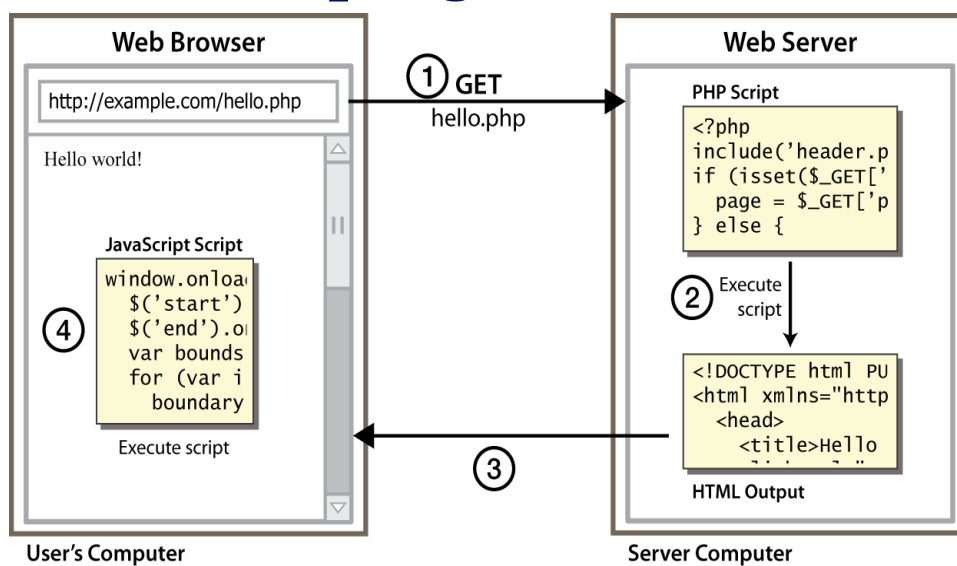 Web Browser
http://example.com/hello.php
Hello world!
JavaScript Script
window.onloa
$('start')
$('end').o
var bounds
for (var i
boundary
4
Execute script
User's Computer
1 GET
hello.php
3
Web Server
PHP Script
<?php
include('header.p
if (isset($_GET['
page = $_GET['p
} else {
2
Execute
script
<!DOCTYPE html PU
<html xmlns="http
<head>
<title>Hello
HTML Output
Server Computer